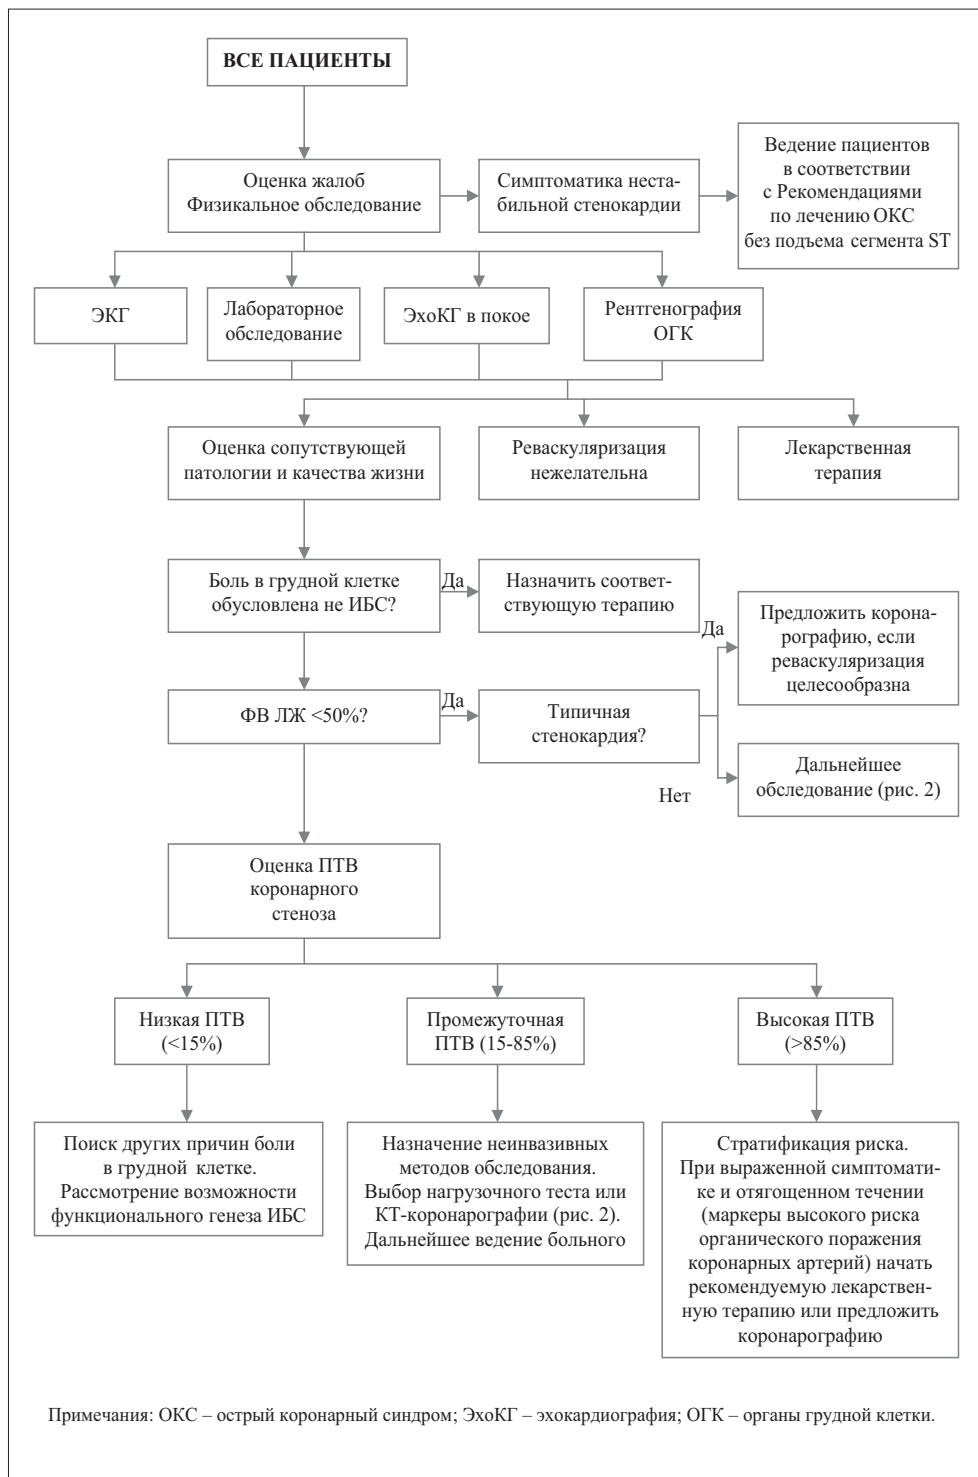 ВСЕ ПАЦИЕНТЫ
Оценка жалоб
Физикальное обследование
Симптоматика неста-
бильной стенокардии
Ведение пациентов
в соответствии
с Рекомендациями
по лечению ОКС
без подъема сегмента ST
ЭКГ
Лабораторное
обследование
ЭхоКГ в покое
Рентгенография
ОГК
Оценка сопутствующей
патологии и качества жизни
Реваскуляризация
нежелательна
Лекарственная
терапия
Боль в грудной клетке
обусловлена не ИБС?
Да
Назначить соответ-
ствующую терапию
ФВ ЛЖ <50%?
Да
Типичная
стенокардия?
Да
Предложить корона-
рографию, если
реваскуляризация
целесообразна
Нет
Дальнейшее
обследование (рис. 2)
Оценка ПТВ
коронарного
стеноза
Низкая ПТВ
(<15%)
Промежуточная
ПТВ (15-85%)
Высокая ПТВ
(>85%)
Поиск других причин боли
в грудной клетке.
Рассмотрение возможности
функционального генеза ИБС
Назначение неинвазивных
методов обследования.
Выбор нагрузочного теста или
КТ-коронарографии (рис. 2).
Дальнейшее ведение больного
Стратификация риска.
При выраженной симптомати-
ке и отягощенном течении
(маркеры высокого риска
органического поражения
коронарных артерий) начать
рекомендуемую лекарствен-
ную терапию или предложить
коронарографию
Примечания: ОКС – острый коронарный синдром; ЭхоКГ – эхокардиография; ОГК – органы грудной клетки.